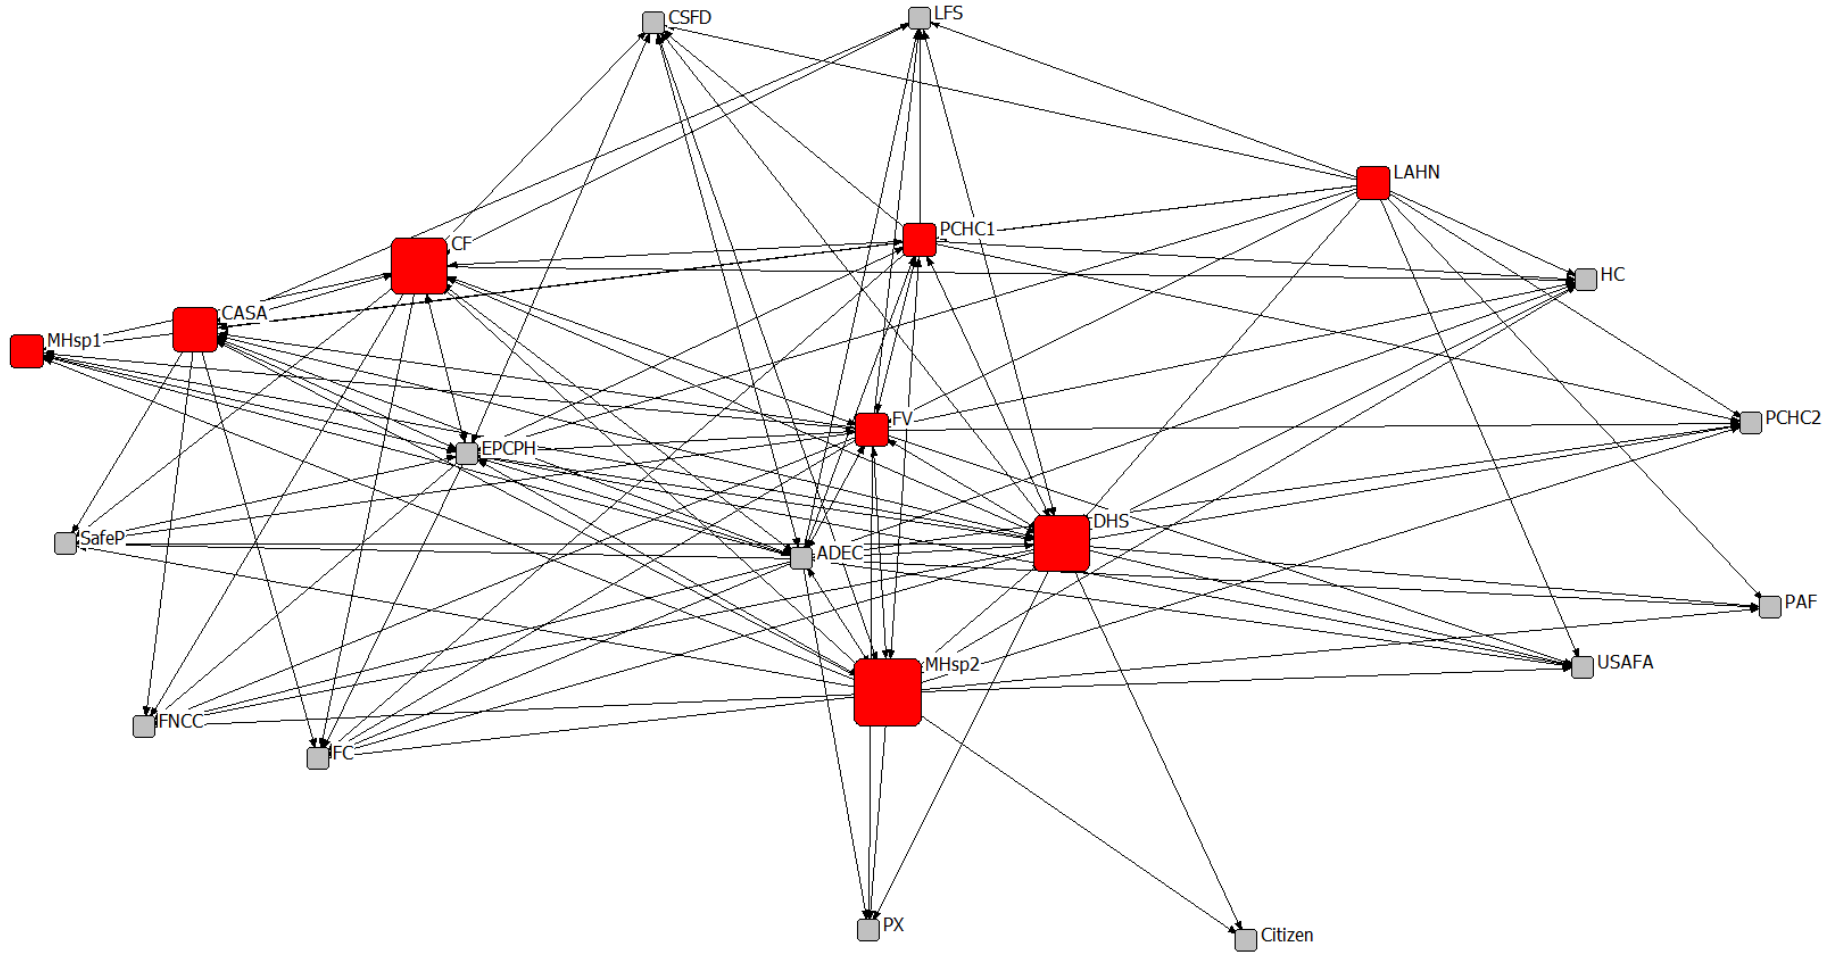 CSFD
LFS
LAHN
PCHC1
CF
HC
CASA
MHsp1
FV
PCHC2
EPCPH
DHS
SafeP
ADEC
PAF
MHsp2
USAFA
FNCC
FC
PX
Citizen